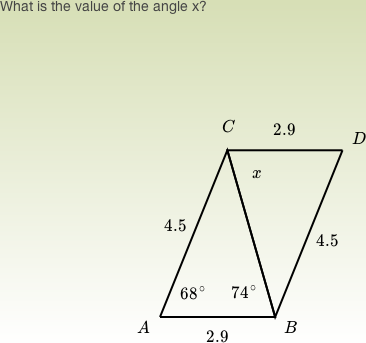 What is the value of the angle x?
C
2.9
D
x
4.5
4.5
68°
74°
A
2.9
B